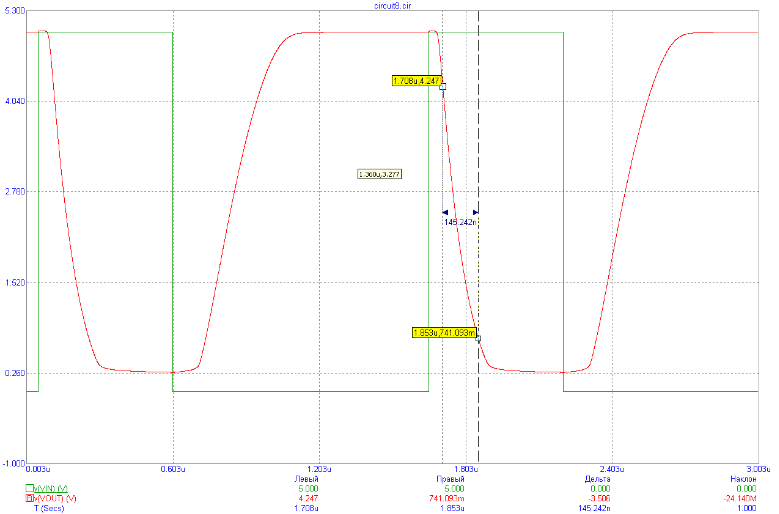 circuit8.cir
5.300
1.708u,4.247
4.040
1.360u,3.277
2.780
145.242n
1.520
1.853u,741.093m
0.260
-1.000
0.003u 0.603u 1.203u 1.803u 2.403u 3.003u
Левый Правый Дельта Наклон
v(VIN) (V) 5.000 5.000 0.000 0.000
v(VOUT) (V) 4.247 741.093m -3.506 -24.140M
T (Secs) 1.708u 1.853u 145.242n 1.000